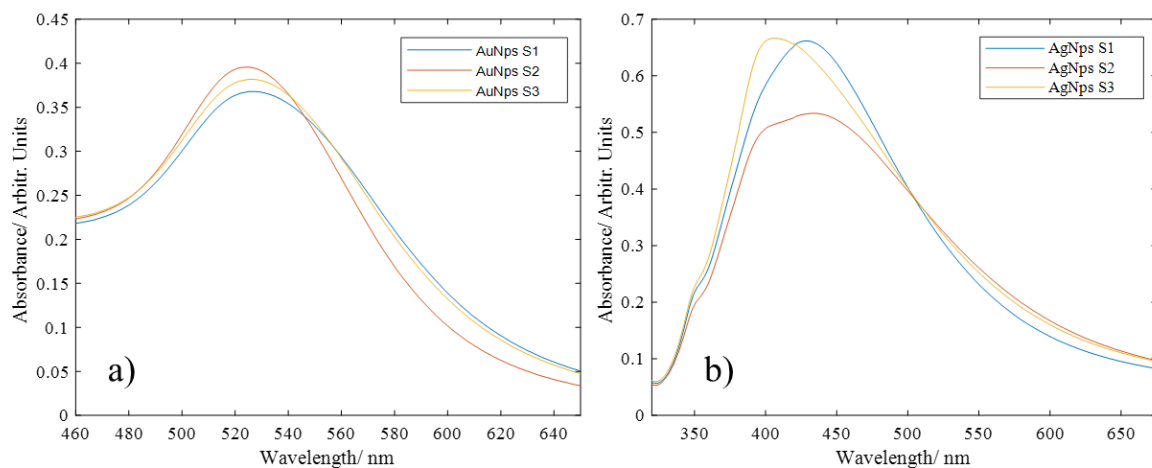 0.45
0.4
0.35
0.3
0.25
0.2
0.15
0.1
0.05
0
460 480 500 520 540 560 580 600 620 640
Absorbance/ Arbitr. Units
Wavelength/ nm
AuNps S1
AuNps S2
AuNps S3
a)
0.7
0.6
0.5
0.4
0.3
0.2
0.1
0
350 400 450 500 550 600 650
Absorbance/ Arbitr. Units
Wavelength/ nm
AgNps S1
AgNps S2
AgNps S3
b)